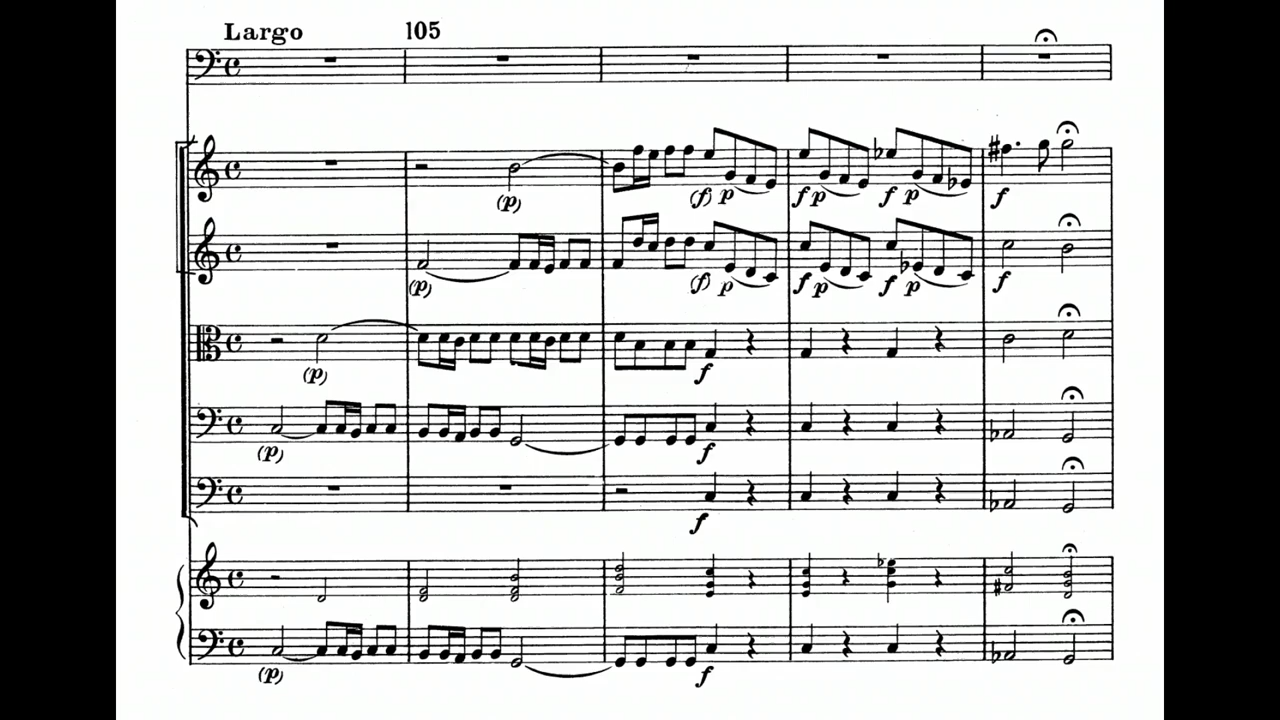 Largo 105
(p)
(f) p f p f p f
(p) (f) p f p f p f
(p) f
(p) f
f
(p) f